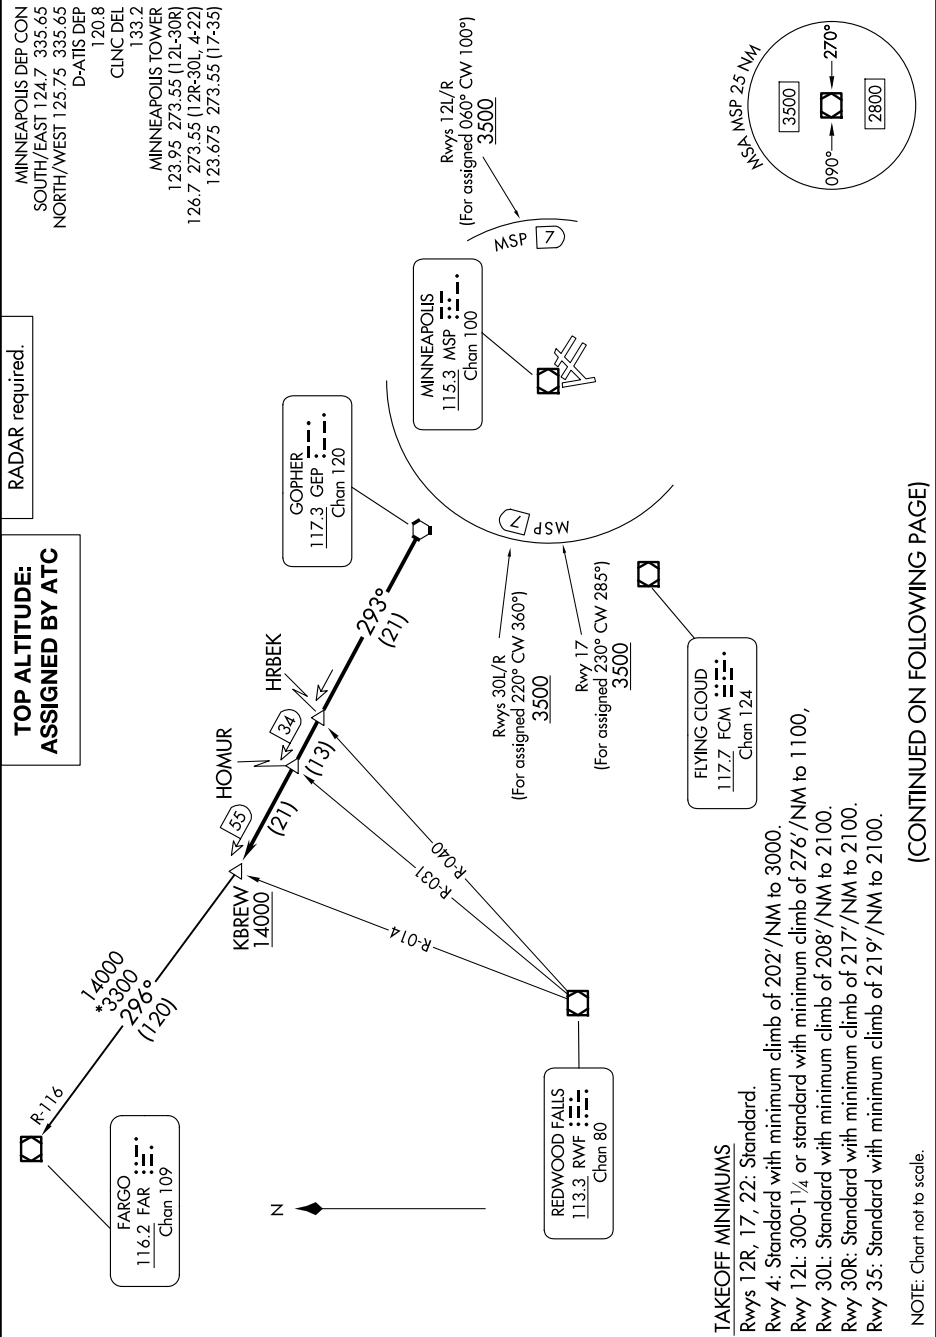 MINNEAPOLIS DEP CON
SOUTH/EAST 124.7 335.65
NORTH/WEST 125.75 335.65
D-ATIS DEP
120.8
CLNC DEL
133.2
MINNEAPOLIS TOWER
123.95 273.55 (12L-30R)
126.7 273.55 (12R-30L, 4-22)
123.675 273.55 (17-35)
RADAR required.
TOP ALTITUDE:
ASSIGNED BY ATC
FARGO
116.2 FAR
Chan 109
R-116
14000
*3300
296°
(120)
KBREW
14000
55
HOMUR
(21)
34
HRBEK
(13)
293°
(21)
GOPHER
117.3 GEP
Chan 120
MINNEAPOLIS
115.3 MSP
Chan 100
Rwys 12L/R
(For assigned 060° CW 100°)
3500
MSP 7
MSP 7
Rwys 30L/R
(For assigned 220° CW 360°)
3500
Rwy 17
(For assigned 230° CW 285°)
3500
FLYING CLOUD
117.7 FCM
Chan 124
R-014
R-031
R-040
REDWOOD FALLS
113.3 RWF
Chan 80
N
MSA MSP 25 NM
3500
090°
270°
2800
TAKEOFF MINIMUMS
Rwys 12R, 17, 22: Standard.
Rwy 4: Standard with minimum climb of 202'/NM to 3000.
Rwy 12L: 300-1¼ or standard with minimum climb of 276'/NM to 1100,
Rwy 30L: Standard with minimum climb of 208'/NM to 2100.
Rwy 30R: Standard with minimum climb of 217'/NM to 2100.
Rwy 35: Standard with minimum climb of 219'/NM to 2100.
NOTE: Chart not to scale.
(CONTINUED ON FOLLOWING PAGE)